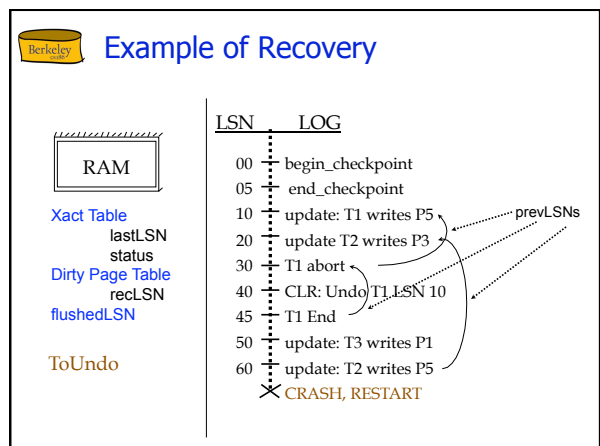 Berkeley
cs186
Example of Recovery
RAM
Xact Table
lastLSN
status
Dirty Page Table
recLSN
flushedLSN
ToUndo
LSN LOG
00 begin_checkpoint
05 end_checkpoint
10 update: T1 writes P5
20 update T2 writes P3
30 T1 abort
40 CLR: Undo T1 LSN 10
45 T1 End
50 update: T3 writes P1
60 update: T2 writes P5
CRASH, RESTART
prevLSNs